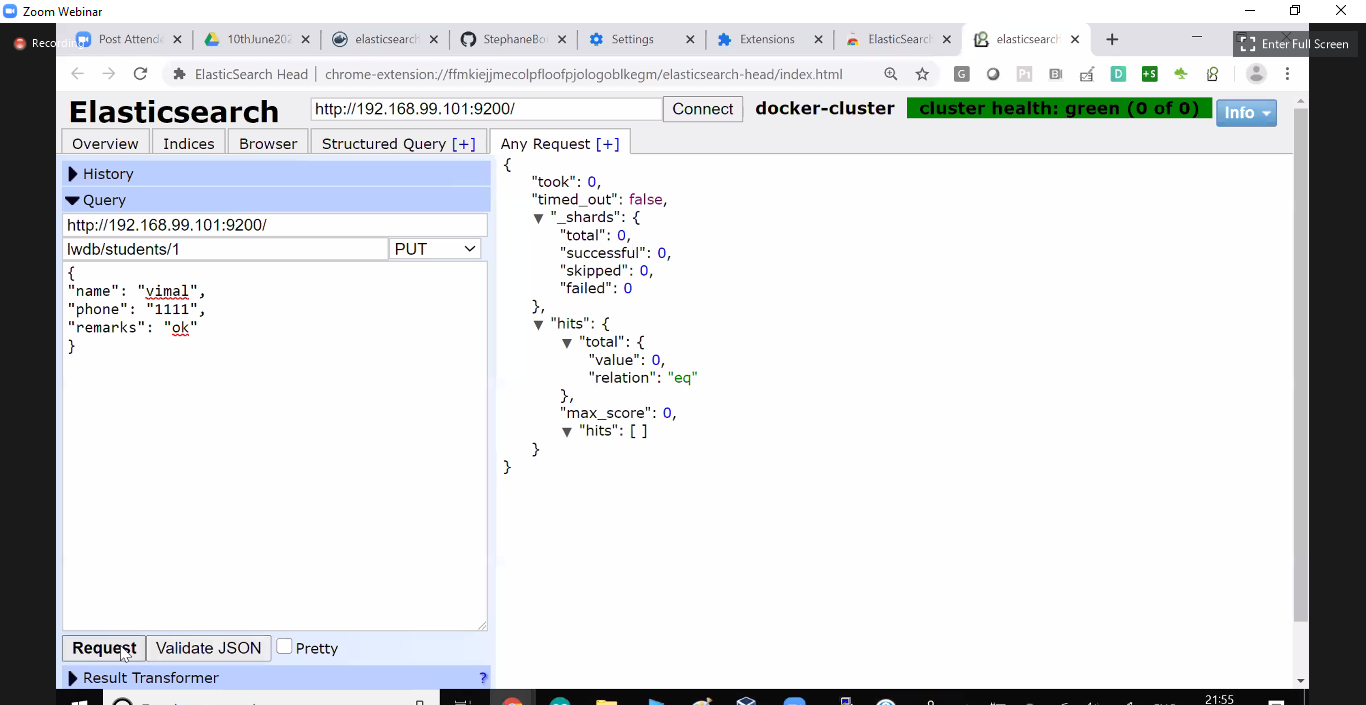 Zoom Webinar
Recording
Post Attend
10thJune202
elasticsearch
StephaneBo
Settings
Extensions
ElasticSearch
elasticsearch
Enter Full Screen
ElasticSearch Head | chrome-extension://ffmkiejjmecolpfloofpjologoblkegm/elasticsearch-head/index.html
Elasticsearch
http://192.168.99.101:9200/
Connect
docker-cluster
cluster health: green (0 of 0)
Info
Overview
Indices
Browser
Structured Query [+]
Any Request [+]
History
Query
http://192.168.99.101:9200/
lwdb/students/1
PUT
{
"name": "vimal",
"phone": "1111",
"remarks": "ok"
}
Request
Validate JSON
Pretty
Result Transformer
?
{
"took": 0,
"timed_out": false,
"_shards": {
"total": 0,
"successful": 0,
"skipped": 0,
"failed": 0
},
"hits": {
"total": {
"value": 0,
"relation": "eq"
},
"max_score": 0,
"hits": [ ]
}
}
21:55